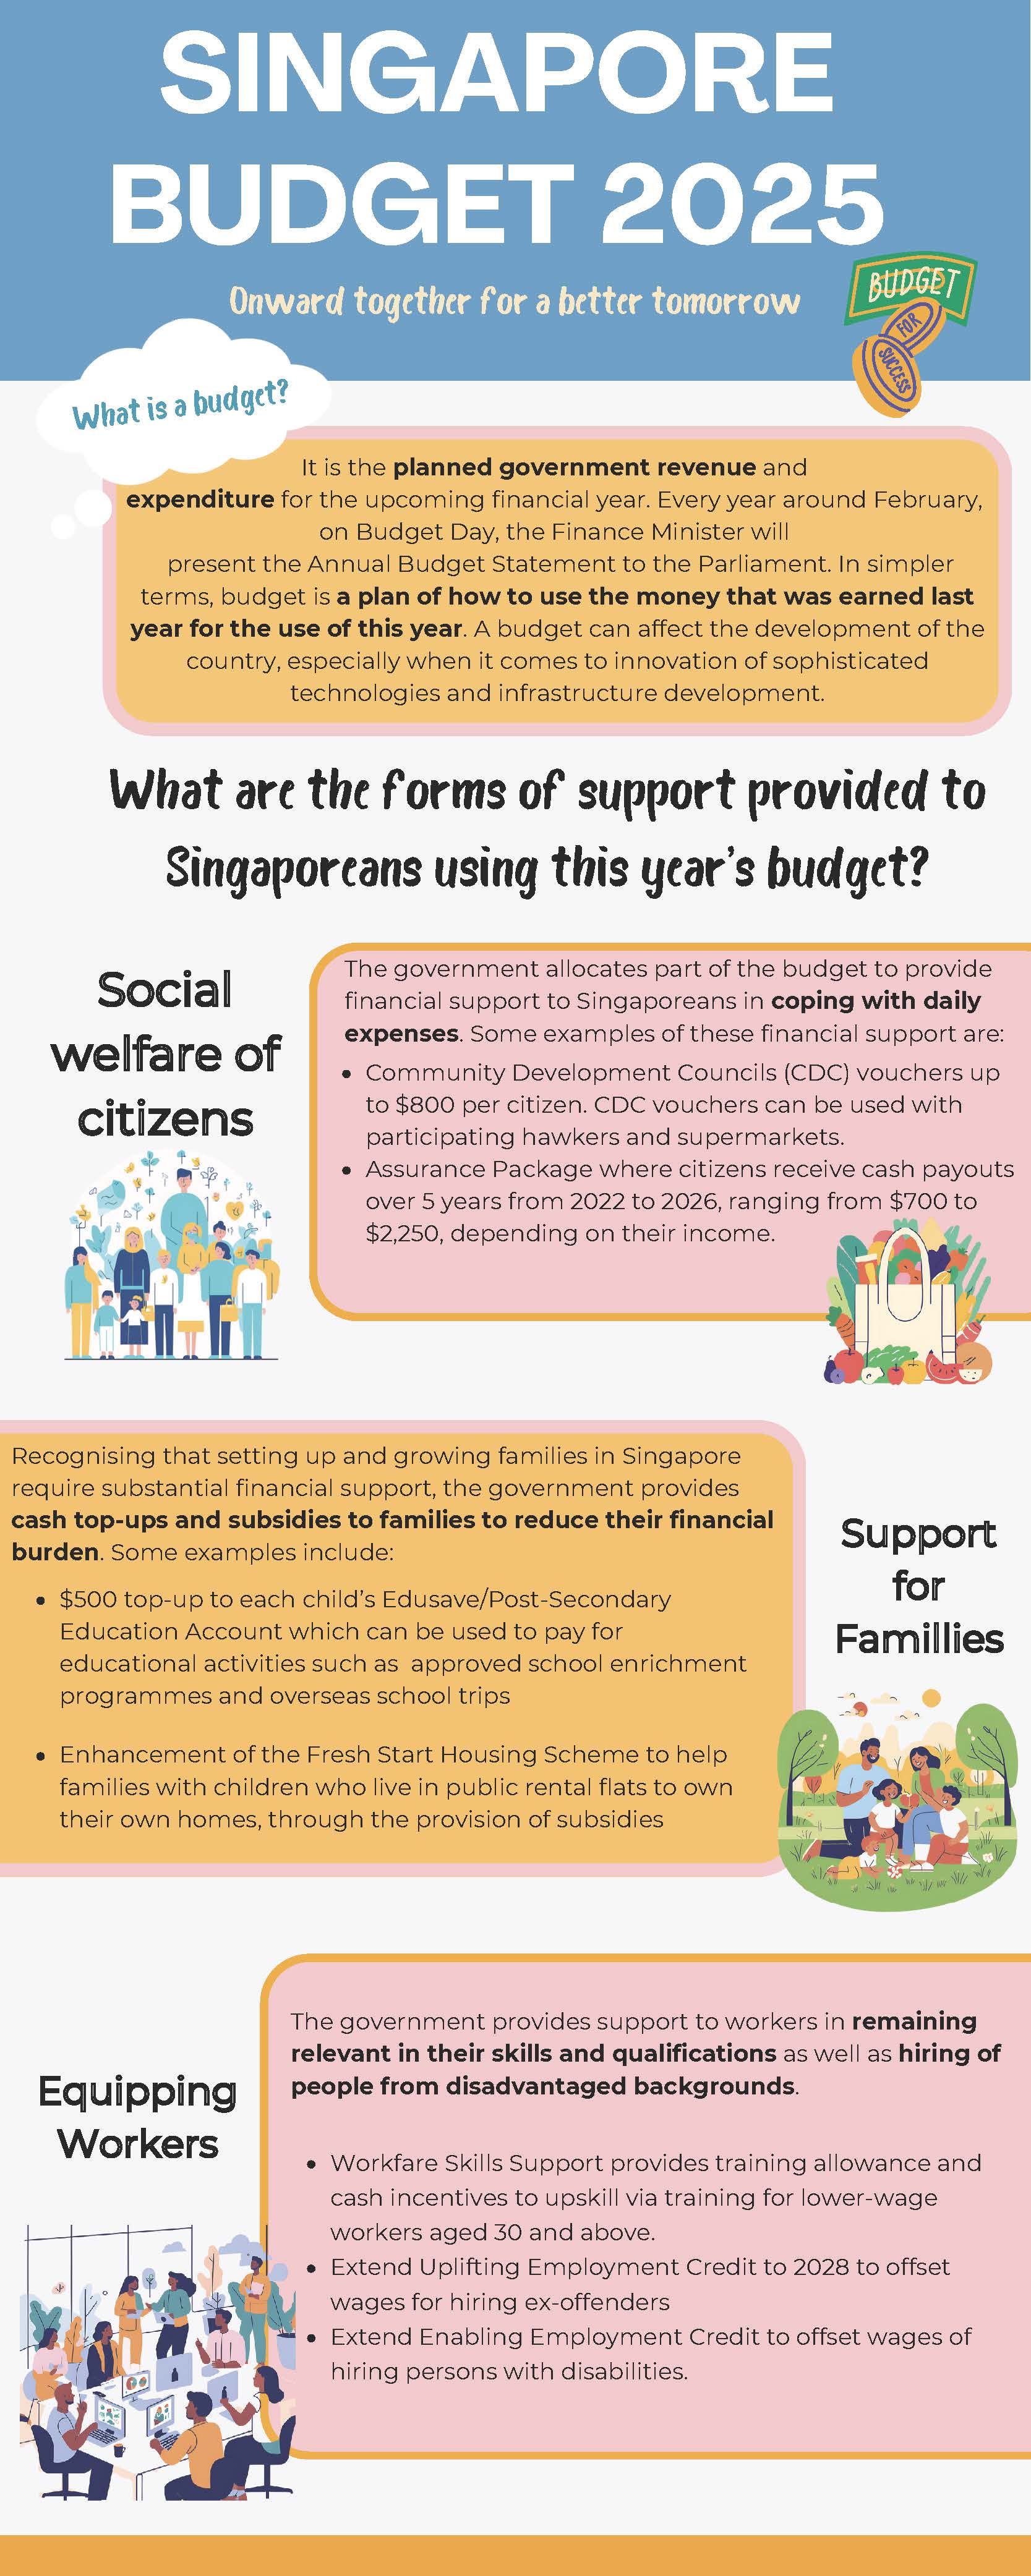 SINGAPORE
BUDGET 2025
Onward together for a better tomorrow
BUDGET
FOR
SUCCESS
What is a budget?
It is the planned government revenue and
expenditure for the upcoming financial year. Every year around February,
on Budget Day, the Finance Minister will
present the Annual Budget Statement to the Parliament. In simpler
terms, budget is a plan of how to use the money that was earned last
year for the use of this year. A budget can affect the development of the
country, especially when it comes to innovation of sophisticated
technologies and infrastructure development.
What are the forms of support provided to
Singaporeans using this year's budget?
Social
welfare of
citizens
The government allocates part of the budget to provide
financial support to Singaporeans in coping with daily
expenses. Some examples of these financial support are:
• Community Development Councils (CDC) vouchers up
to $800 per citizen. CDC vouchers can be used with
participating hawkers and supermarkets.
• Assurance Package where citizens receive cash payouts
over 5 years from 2022 to 2026, ranging from $700 to
$2,250, depending on their income.
Recognising that setting up and growing families in Singapore
require substantial financial support, the government provides
cash top-ups and subsidies to families to reduce their financial
burden. Some examples include:
• $500 top-up to each child's Edusave/Post-Secondary
Education Account which can be used to pay for
educational activities such as approved school enrichment
programmes and overseas school trips
• Enhancement of the Fresh Start Housing Scheme to help
families with children who live in public rental flats to own
their own homes, through the provision of subsidies
Support
for
Famillies
Equipping
Workers
The government provides support to workers in remaining
relevant in their skills and qualifications as well as hiring of
people from disadvantaged backgrounds.
• Workfare Skills Support provides training allowance and
cash incentives to upskill via training for lower-wage
workers aged 30 and above.
• Extend Uplifting Employment Credit to 2028 to offset
wages for hiring ex-offenders
• Extend Enabling Employment Credit to offset wages of
hiring persons with disabilities.